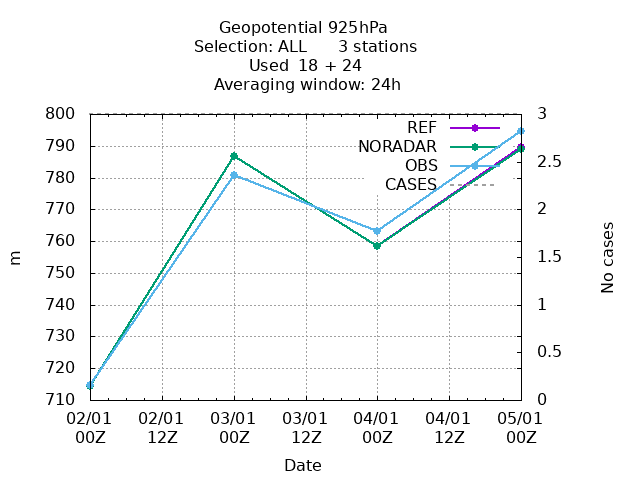 Geopotential 925hPa
Selection: ALL 3 stations
Used 18 + 24
Averaging window: 24h
800
790
780
770
760
750
740
730
720
710
m
3
2.5
2
1.5
1
0.5
0
No cases
REF
NORADAR
OBS
CASES
02/01 02/01 03/01 03/01 04/01 04/01 05/01
00Z 12Z 00Z 12Z 00Z 12Z 00Z
Date